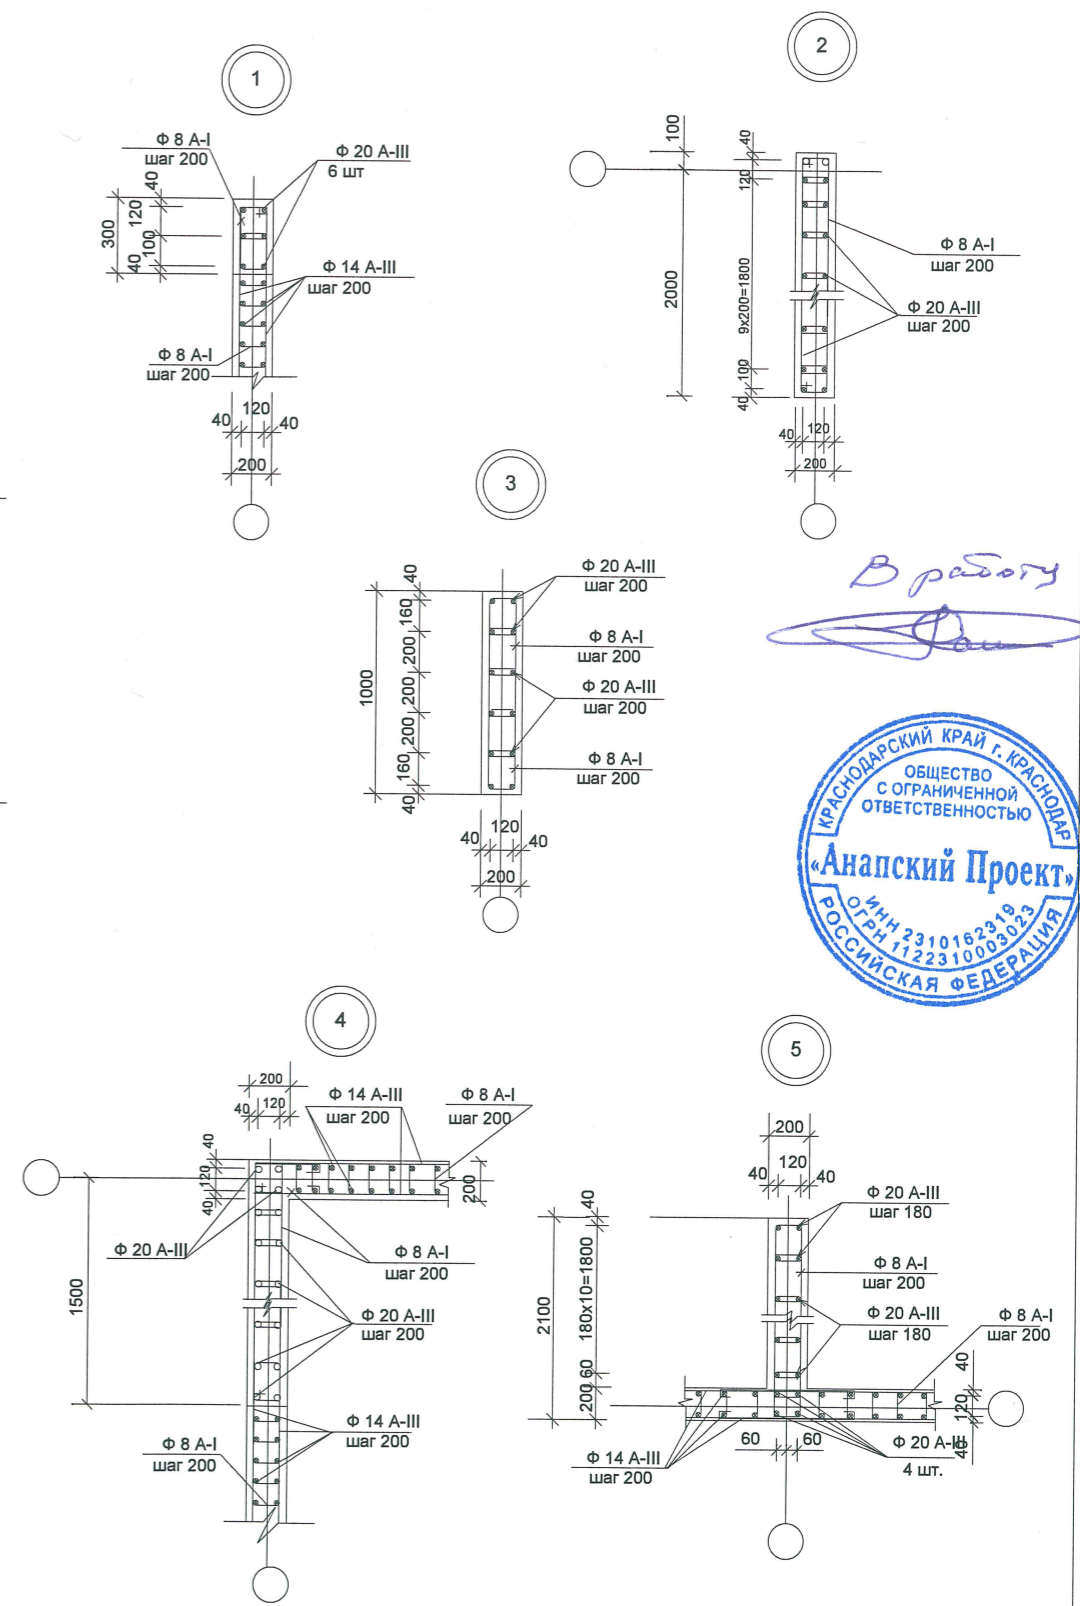 1
Ф 8 А-I
шаг 200
Ф 20 А-III
6 шт
40
120
300
100
40
Ф 14 А-III
шаг 200
Ф 8 А-I
шаг 200
120
40
40
200
2
100
40
120
2000
9x200=1800
100
40
Ф 8 А-I
шаг 200
Ф 20 А-III
шаг 200
40
120
200
3
40
160
200
1000
200
200
160
40
Ф 20 А-III
шаг 200
Ф 8 А-I
шаг 200
Ф 20 А-III
шаг 200
Ф 8 А-I
шаг 200
120
40
40
200
В работу
КРАСНОДАРСКИЙ КРАЙ г. КРАСНОДАР
ОБЩЕСТВО
С ОГРАНИЧЕННОЙ
ОТВЕТСТВЕННОСТЬЮ
«Анапский Проект»
ИНН 2310162319
ОГРН 1122310003023
РОССИЙСКАЯ ФЕДЕРАЦИЯ
4
200
40
120
Ф 14 А-III
шаг 200
Ф 8 А-I
шаг 200
40
120
40
200
Ф 20 А-III
Ф 8 А-I
шаг 200
1500
Ф 20 А-III
шаг 200
Ф 14 А-III
шаг 200
Ф 8 А-I
шаг 200
5
200
120
40
40
40
Ф 20 А-III
шаг 180
180x10=1800
2100
Ф 8 А-I
шаг 200
Ф 20 А-III
шаг 180
Ф 8 А-I
шаг 200
60
200
40
120
40
60
60
Ф 14 А-III
шаг 200
Ф 20 А-III
4 шт.